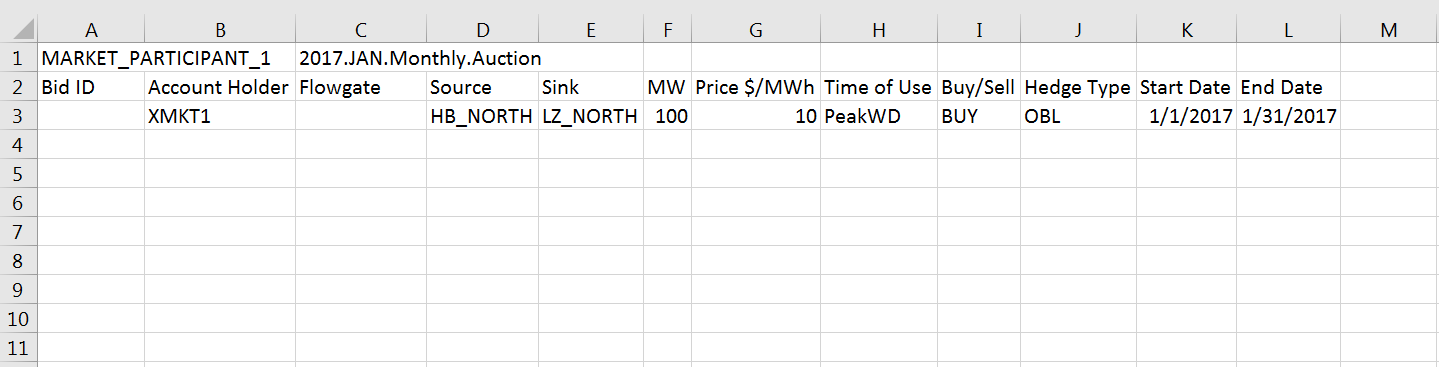 A B C D E F G H I J K L M
1 MARKET_PARTICIPANT_1 2017.JAN.Monthly.Auction
2 Bid ID Account Holder Flowgate Source Sink MW Price $/MWh Time of Use Buy/Sell Hedge Type Start Date End Date
3 XMKT1 HB_NORTH LZ_NORTH 100 10 PeakWD BUY OBL 1/1/2017 1/31/2017
4
5
6
7
8
9
10
11